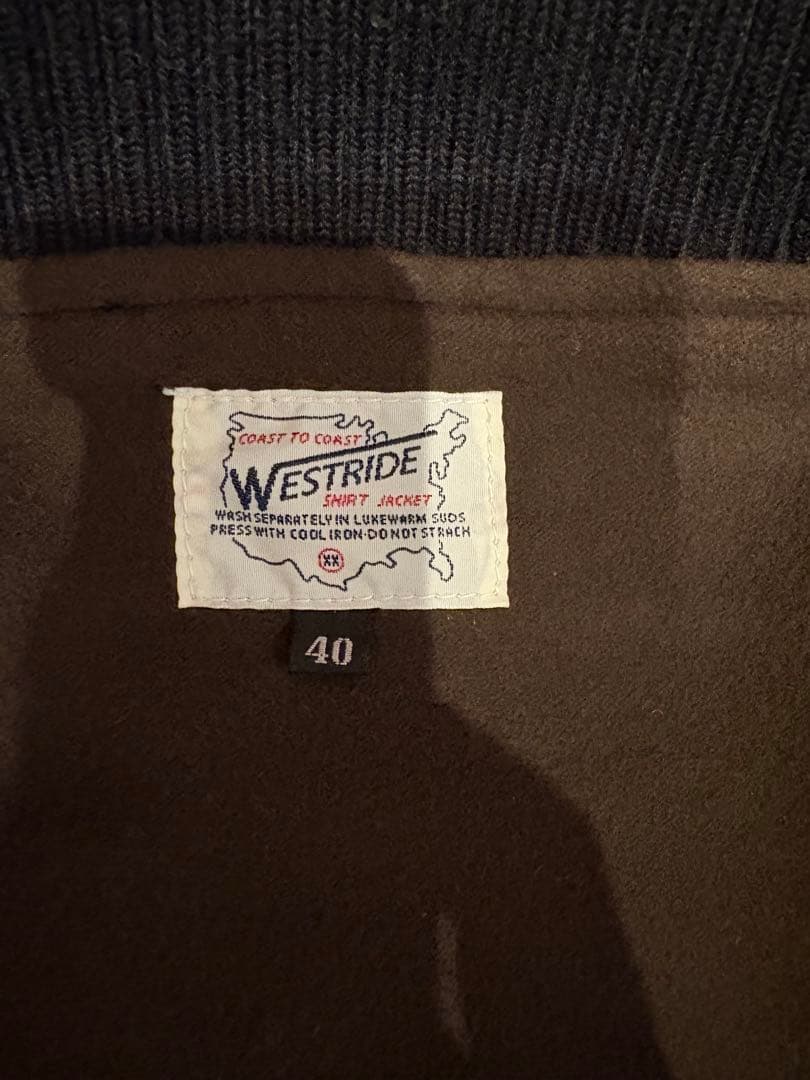 COAST TO COAST
WESTRIDE
SHIRT JACKET
WASH SEPARATELY IN LUKEWARM SUDS
PRESS WITH COOL IRON·DO NOT STRACH
XX
40